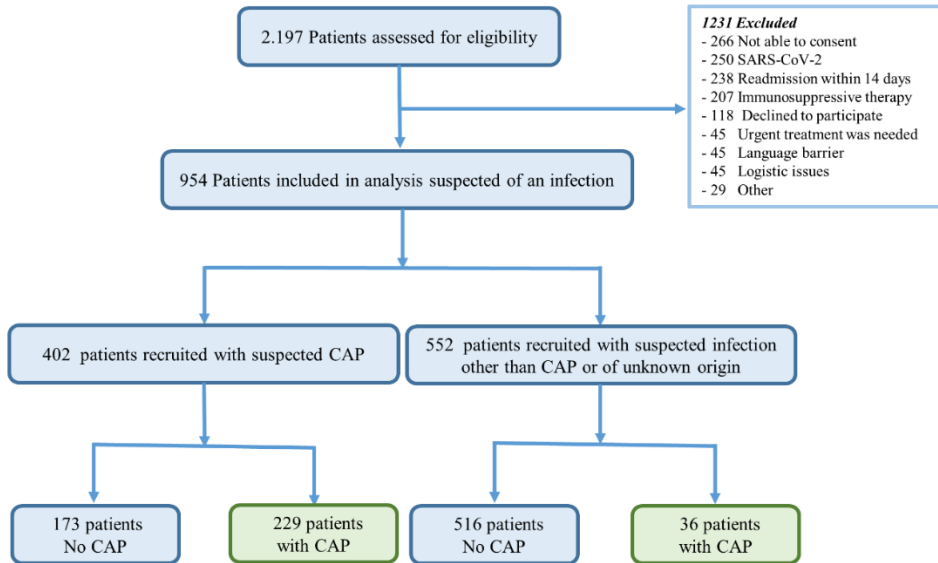 2.197 Patients assessed for eligibility
1231 Excluded
- 266 Not able to consent
- 250 SARS-CoV-2
- 238 Readmission within 14 days
- 207 Immunosuppressive therapy
- 118 Declined to participate
- 45 Urgent treatment was needed
- 45 Language barrier
- 45 Logistic issues
- 29 Other
954 Patients included in analysis suspected of an infection
402 patients recruited with suspected CAP
552 patients recruited with suspected infection
other than CAP or of unknown origin
173 patients
No CAP
229 patients
with CAP
516 patients
No CAP
36 patients
with CAP